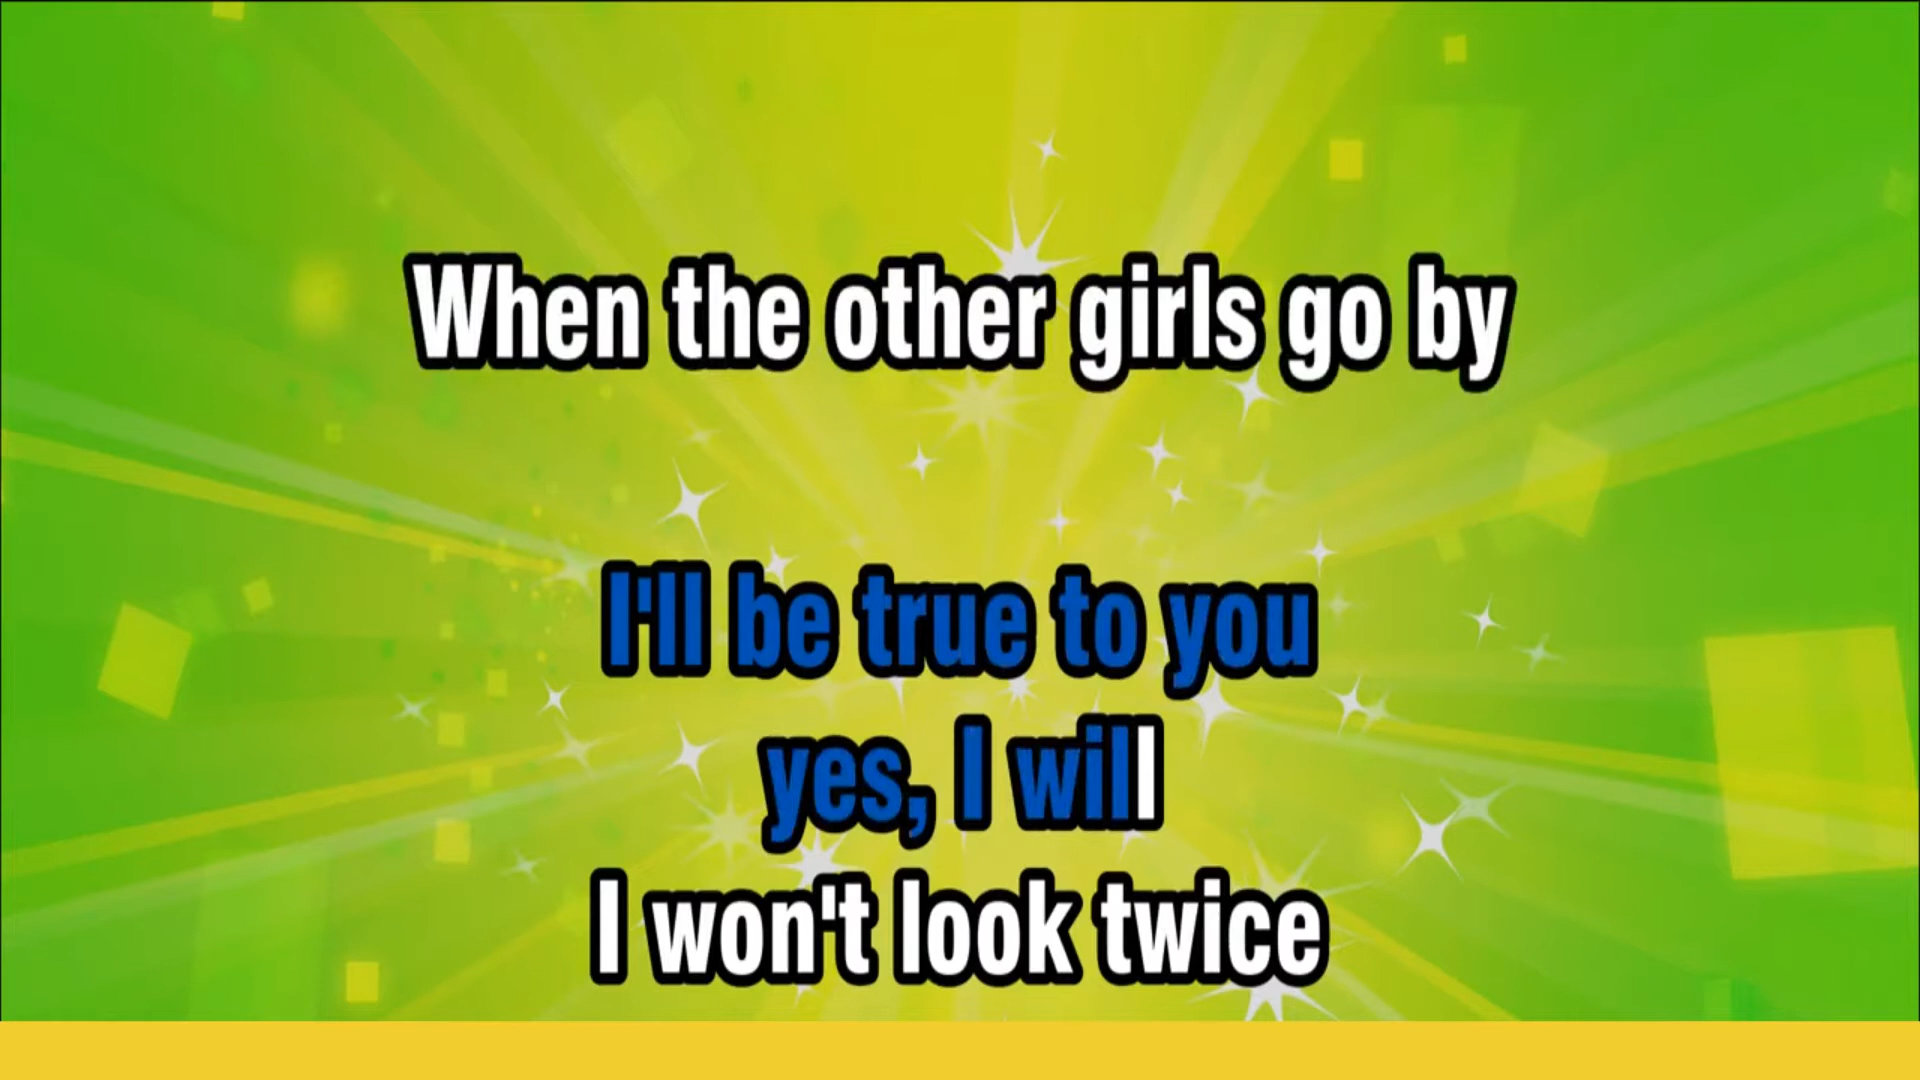 When the other girls go by
I'll be true to you
yes, I will
I won't look twice